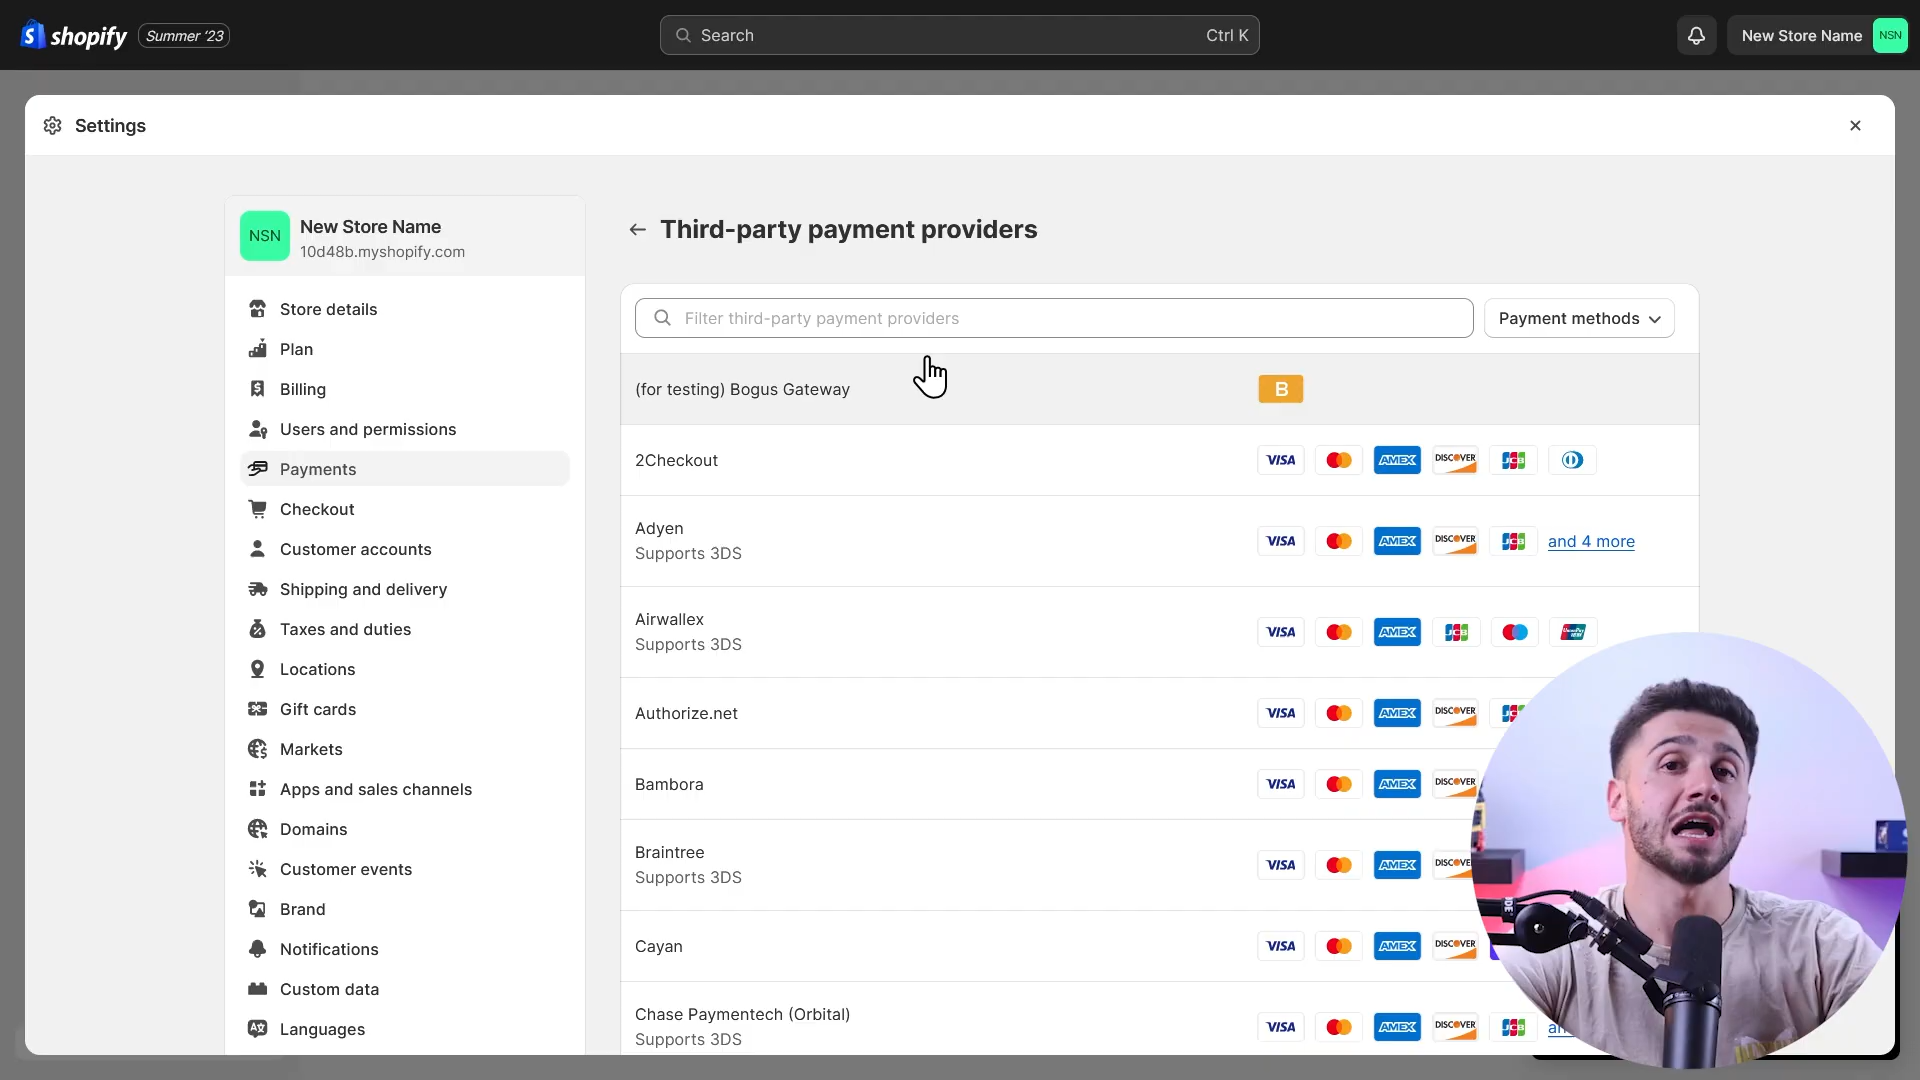 shopify Summer '23
Search Ctrl K
New Store Name NSN
Settings
NSN New Store Name
10d48b.myshopify.com
Store details
Plan
Billing
Users and permissions
Payments
Checkout
Customer accounts
Shipping and delivery
Taxes and duties
Locations
Gift cards
Markets
Apps and sales channels
Domains
Customer events
Brand
Notifications
Custom data
Languages
Third-party payment providers
Filter third-party payment providers
Payment methods
(for testing) Bogus Gateway B
2Checkout VISA AMEX DISCOVER JCB
Adyen
Supports 3DS
VISA AMEX DISCOVER JCB and 4 more
Airwallex
Supports 3DS
VISA AMEX JCB UnionPay
Authorize.net VISA AMEX DISCOVER
Bambora VISA AMEX DISCOVER
Braintree
Supports 3DS
VISA AMEX
Cayan VISA AMEX DISCOVER
Chase Paymentech (Orbital)
Supports 3DS
VISA AMEX DISCOVER JCB